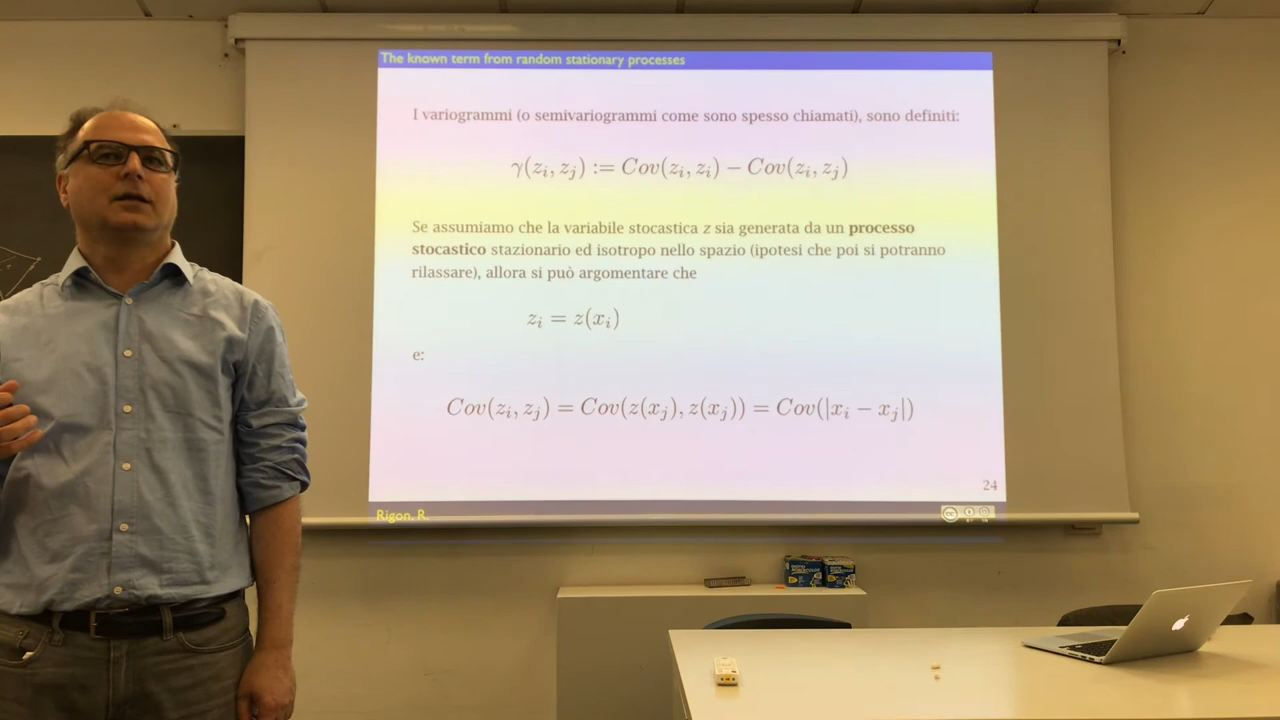 The known term from random stationary processes
I variogrammi (o semivariogrammi come sono spesso chiamati), sono definiti:
γ(z_i, z_j) := Cov(z_i, z_i) − Cov(z_i, z_j)
Se assumiamo che la variabile stocastica z sia generata da un processo
stocastico stazionario ed isotropo nello spazio (ipotesi che poi si potranno
rilassare), allora si può argomentare che
z_i = z(x_i)
e:
Cov(z_i, z_j) = Cov(z(x_j), z(x_j)) = Cov(|x_i − x_j|)
24
Rigon, R.